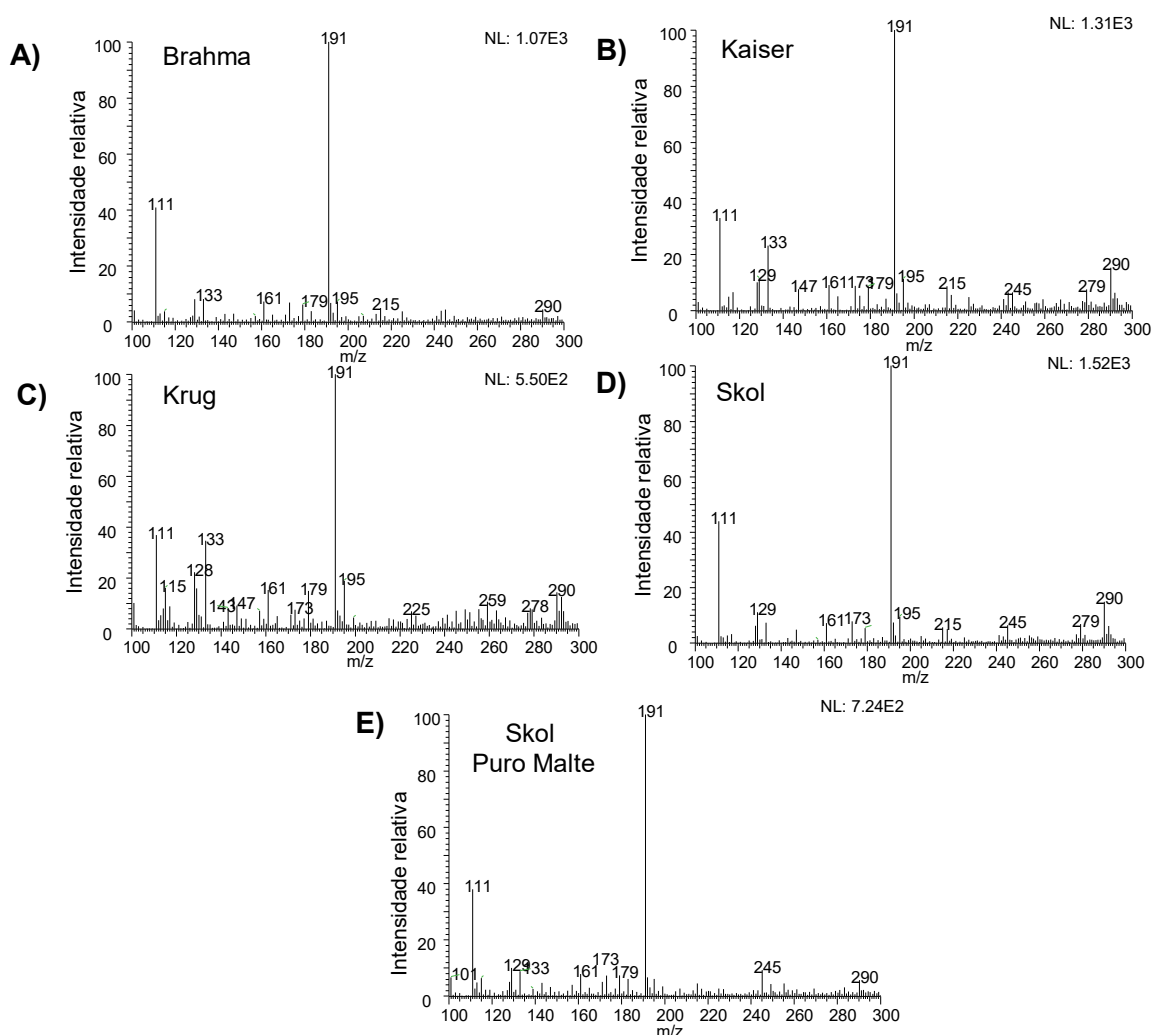 A)
Brahma
NL: 1.07E3
Intensidade relativa
100
80
60
40
20
0
191
111
133
161
179
195
215
290
100 120 140 160 180 200 220 240 260 280 300
m/z
B)
Kaiser
NL: 1.31E3
Intensidade relativa
100
80
60
40
20
0
191
111
129
133
147
161
173
179
195
215
245
279
290
100 120 140 160 180 200 220 240 260 280 300
m/z
C)
Krug
NL: 5.50E2
Intensidade relativa
100
80
60
40
20
0
191
111
115
128
133
143
147
161
173
179
195
225
259
278
290
100 120 140 160 180 200 220 240 260 280 300
m/z
D)
Skol
NL: 1.52E3
Intensidade relativa
100
80
60
40
20
0
191
111
129
161
173
195
215
245
279
290
100 120 140 160 180 200 220 240 260 280 300
m/z
E)
Skol
Puro Malte
NL: 7.24E2
Intensidade relativa
100
80
60
40
20
0
191
101
111
129
133
161
173
179
245
290
100 120 140 160 180 200 220 240 260 280 300
m/z